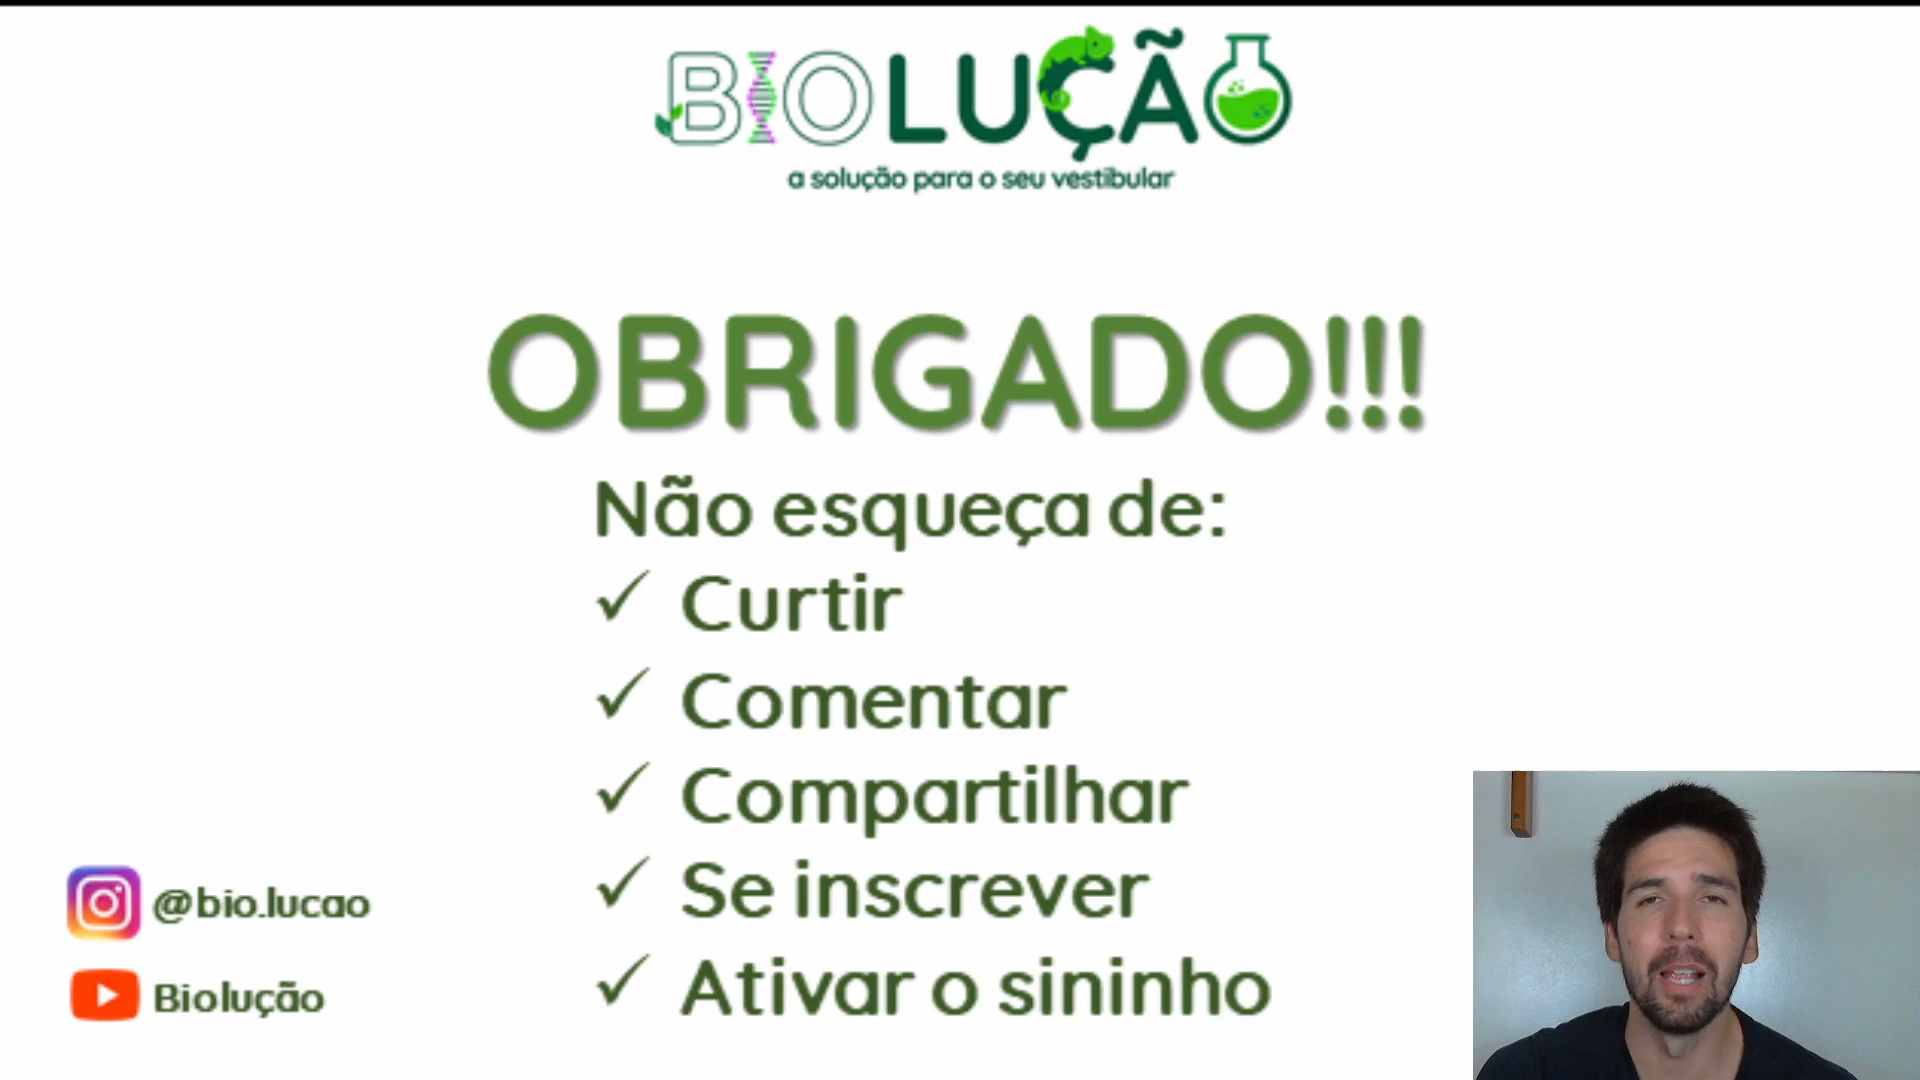 BIOLUÇÃO
a solução para o seu vestibular
OBRIGADO!!!
Não esqueça de:
✓ Curtir
✓ Comentar
✓ Compartilhar
✓ Se inscrever
✓ Ativar o sininho
@bio.lucao
Biolução